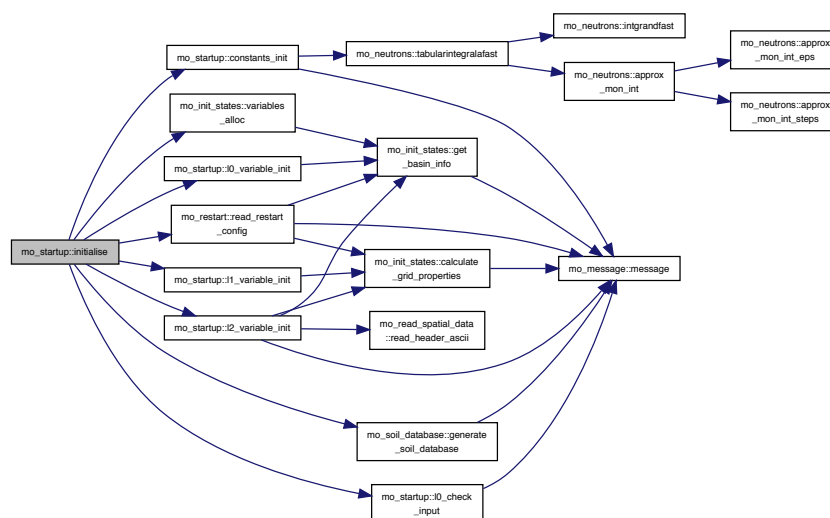 mo_startup::initialise
mo_startup::constants_init
mo_init_states::variables
_alloc
mo_startup::l0_variable_init
mo_restart::read_restart
_config
mo_startup::l1_variable_init
mo_startup::l2_variable_init
mo_neutrons::tabularintegralafast
mo_init_states::get
_basin_info
mo_init_states::calculate
_grid_properties
mo_read_spatial_data
::read_header_ascii
mo_soil_database::generate
_soil_database
mo_startup::l0_check
_input
mo_neutrons::intgrandfast
mo_neutrons::approx
_mon_int
mo_message::message
mo_neutrons::approx
_mon_int_eps
mo_neutrons::approx
_mon_int_steps